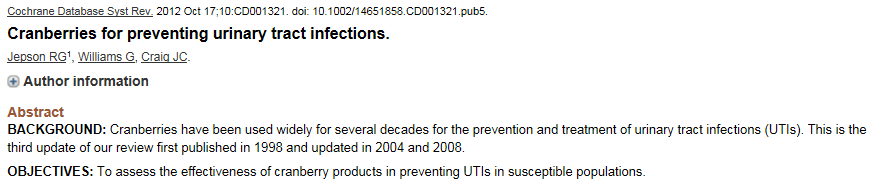 Cochrane Database Syst Rev. 2012 Oct 17;10:CD001321. doi: 10.1002/14651858.CD001321.pub5.
Cranberries for preventing urinary tract infections.
Jepson RG1, Williams G, Craig JC.
Author information
Abstract
BACKGROUND: Cranberries have been used widely for several decades for the prevention and treatment of urinary tract infections (UTIs). This is the
third update of our review first published in 1998 and updated in 2004 and 2008.
OBJECTIVES: To assess the effectiveness of cranberry products in preventing UTIs in susceptible populations.